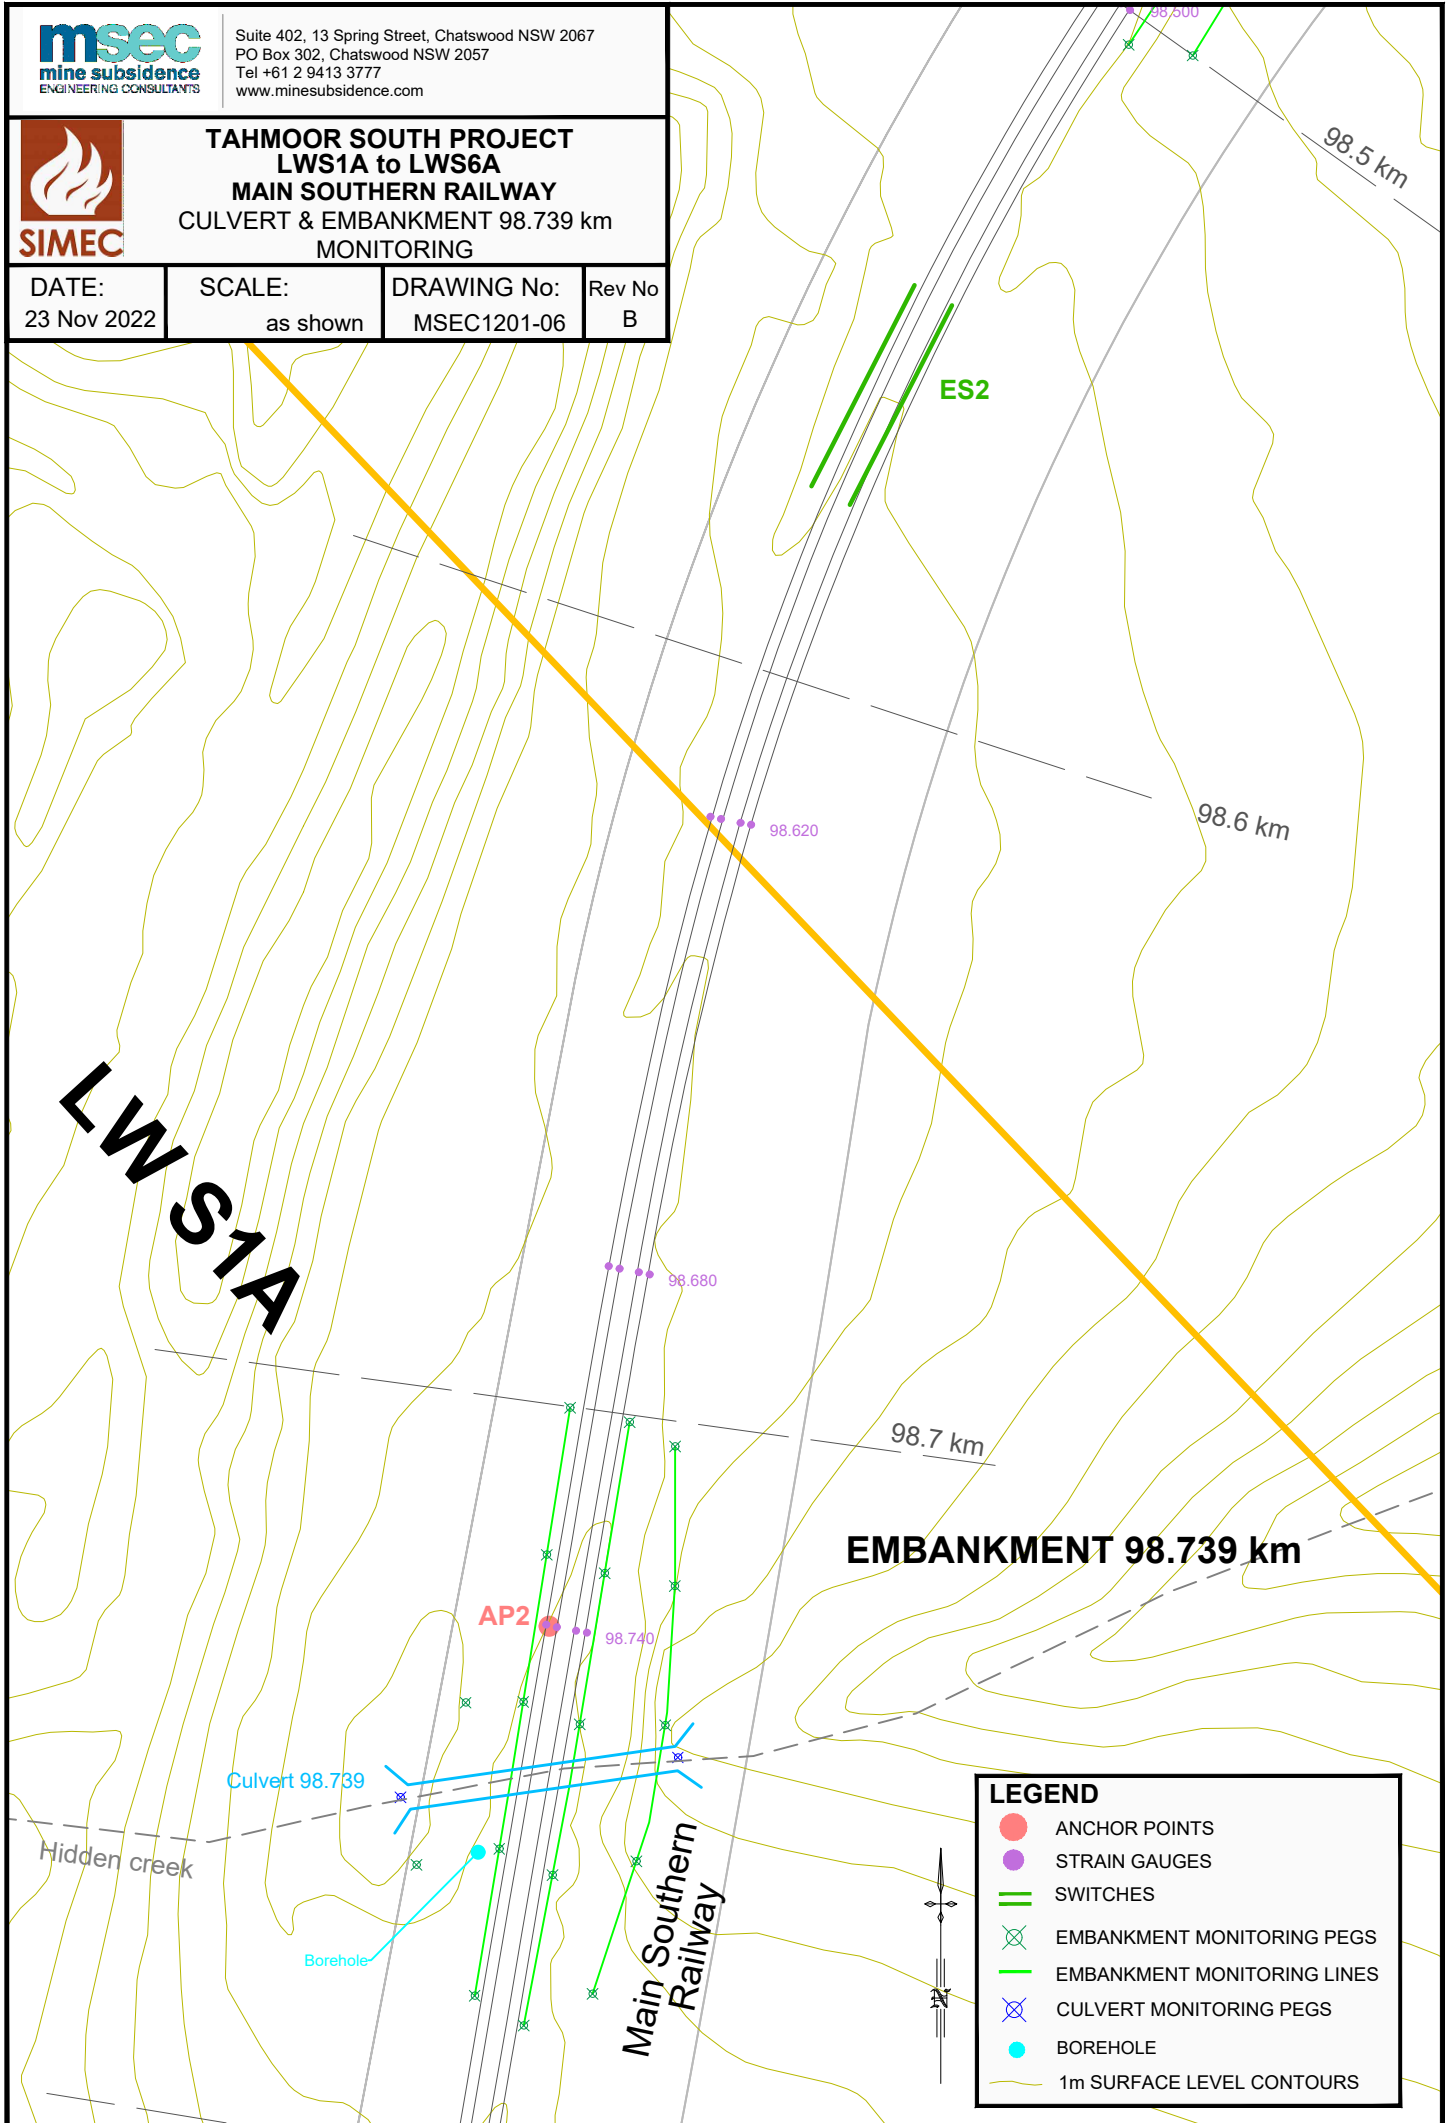 msec
mine subsidence
ENGINEERING CONSULTANTS
Suite 402, 13 Spring Street, Chatswood NSW 2067
PO Box 302, Chatswood NSW 2057
Tel +61 2 9413 3777
www.minesubsidence.com
SIMEC
TAHMOOR SOUTH PROJECT
LWS1A to LWS6A
MAIN SOUTHERN RAILWAY
CULVERT & EMBANKMENT 98.739 km
MONITORING
DATE:
23 Nov 2022
SCALE:
as shown
DRAWING No:
MSEC1201-06
Rev No
B
98.500
98.5 km
ES2
98.6 km
98.620
LW S1A
98.680
98.7 km
EMBANKMENT 98.739 km
AP2
98.740
Culvert 98.739
Hidden creek
Borehole
Main Southern
Railway
N
LEGEND
ANCHOR POINTS
STRAIN GAUGES
SWITCHES
EMBANKMENT MONITORING PEGS
EMBANKMENT MONITORING LINES
CULVERT MONITORING PEGS
BOREHOLE
1m SURFACE LEVEL CONTOURS